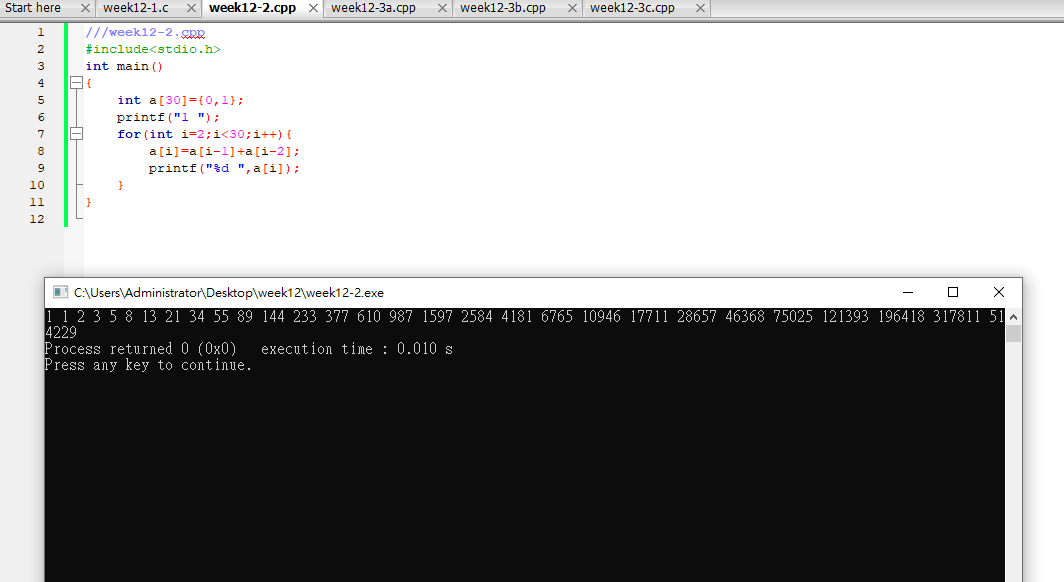 Start here × week12-1.c × week12-2.cpp × week12-3a.cpp × week12-3b.cpp × week12-3c.cpp ×
1 ///week12-2.cpp
2 #include<stdio.h>
3 int main()
4 {
5 int a[30]={0,1};
6 printf("1 ");
7 for(int i=2;i<30;i++){
8 a[i]=a[i-1]+a[i-2];
9 printf("%d ",a[i]);
10 }
11 }
12
C:\Users\Administrator\Desktop\week12\week12-2.exe
1 1 2 3 5 8 13 21 34 55 89 144 233 377 610 987 1597 2584 4181 6765 10946 17711 28657 46368 75025 121393 196418 317811 51
4229
Process returned 0 (0x0)   execution time : 0.010 s
Press any key to continue.